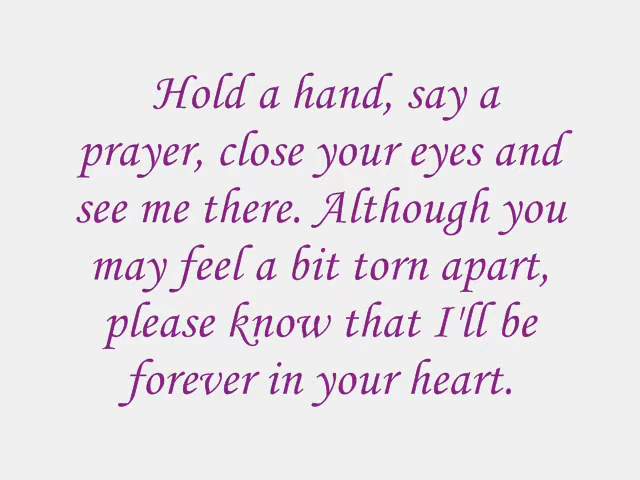 Hold a hand, say a
prayer, close your eyes and
see me there. Although you
may feel a bit torn apart,
please know that I'll be
forever in your heart.